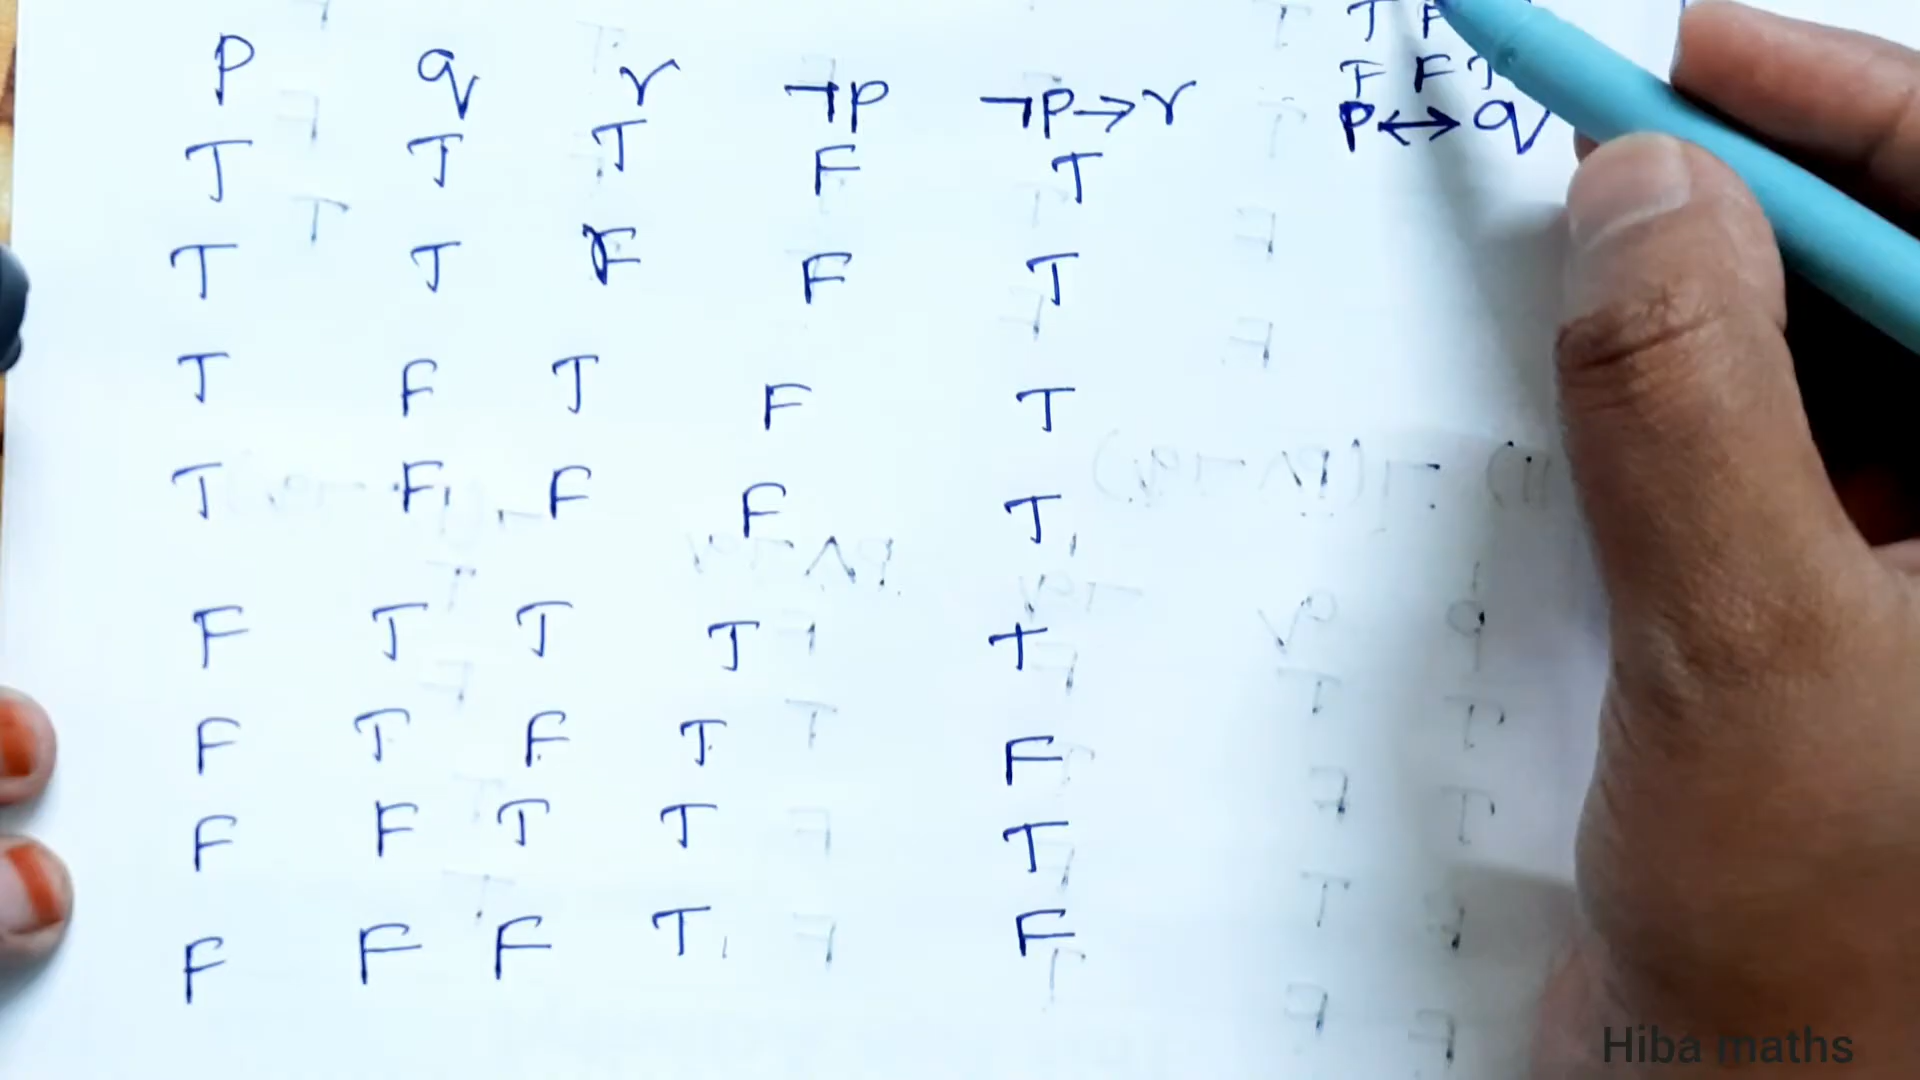 T F
F F T
p q r ¬p ¬p→r p↔q
T T T F T
T T F F T
T F T F T
T F F F T
F T T T T
F T F T F
F F T T T
F F F T F
Hiba maths